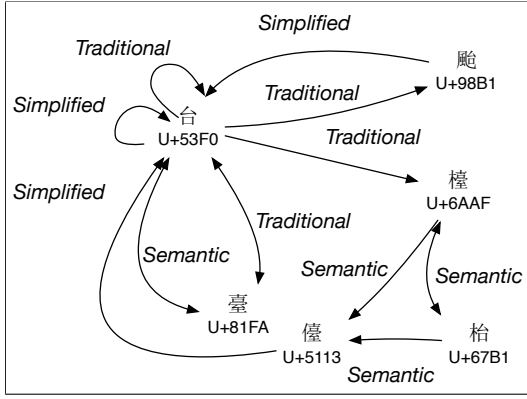 Simplified
Traditional
颱
U+98B1
Simplified
Traditional
台
U+53F0
Traditional
Simplified
檯
U+6AAF
Traditional
Semantic
Semantic
Semantic
臺
U+81FA
儓
U+5113
枱
U+67B1
Semantic